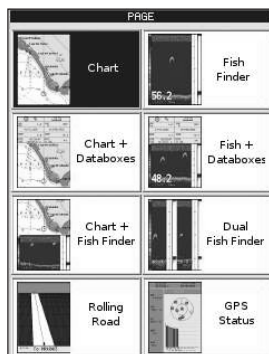 PAGE
Chart
Fish
Finder
56.2
Chart +
Databoxes
Fish +
Databoxes
48.2
Chart +
Fish Finder
Dual
Fish Finder
Rolling
Road
GPS
Status